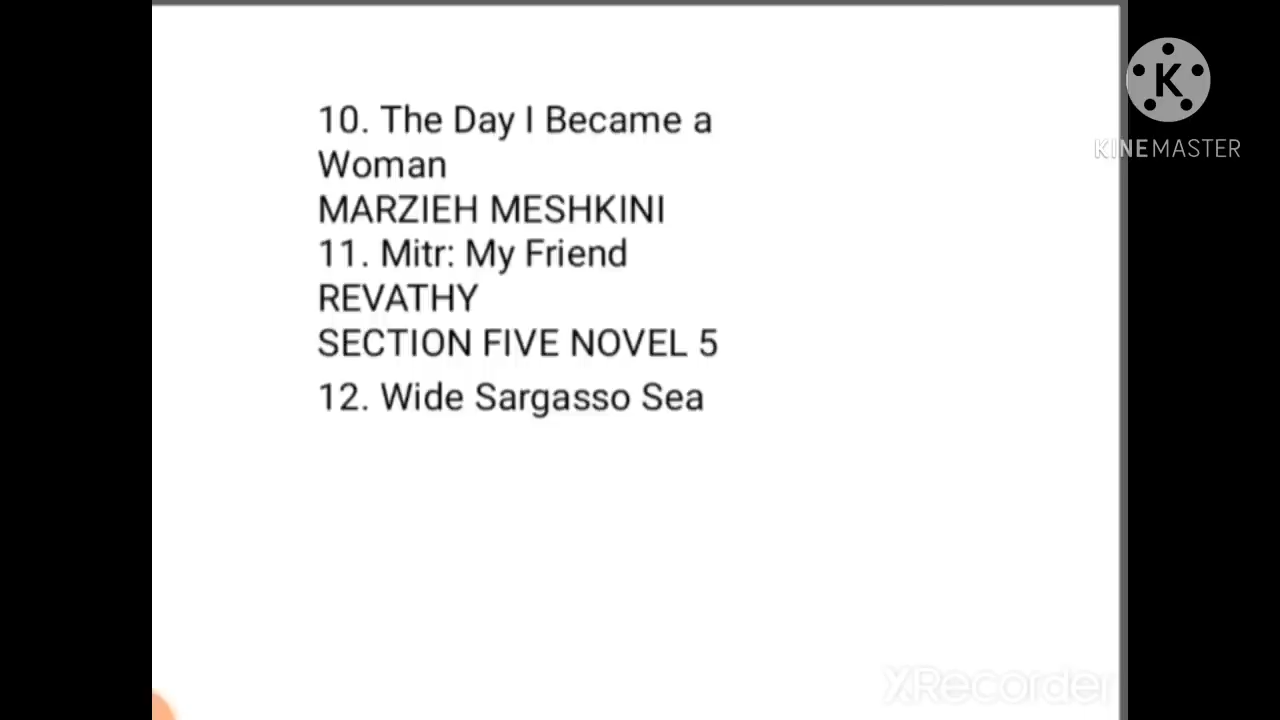 10. The Day I Became a
Woman
MARZIEH MESHKINI
11. Mitr: My Friend
REVATHY
SECTION FIVE NOVEL 5
12. Wide Sargasso Sea
K
KINEMASTER
XRecorder